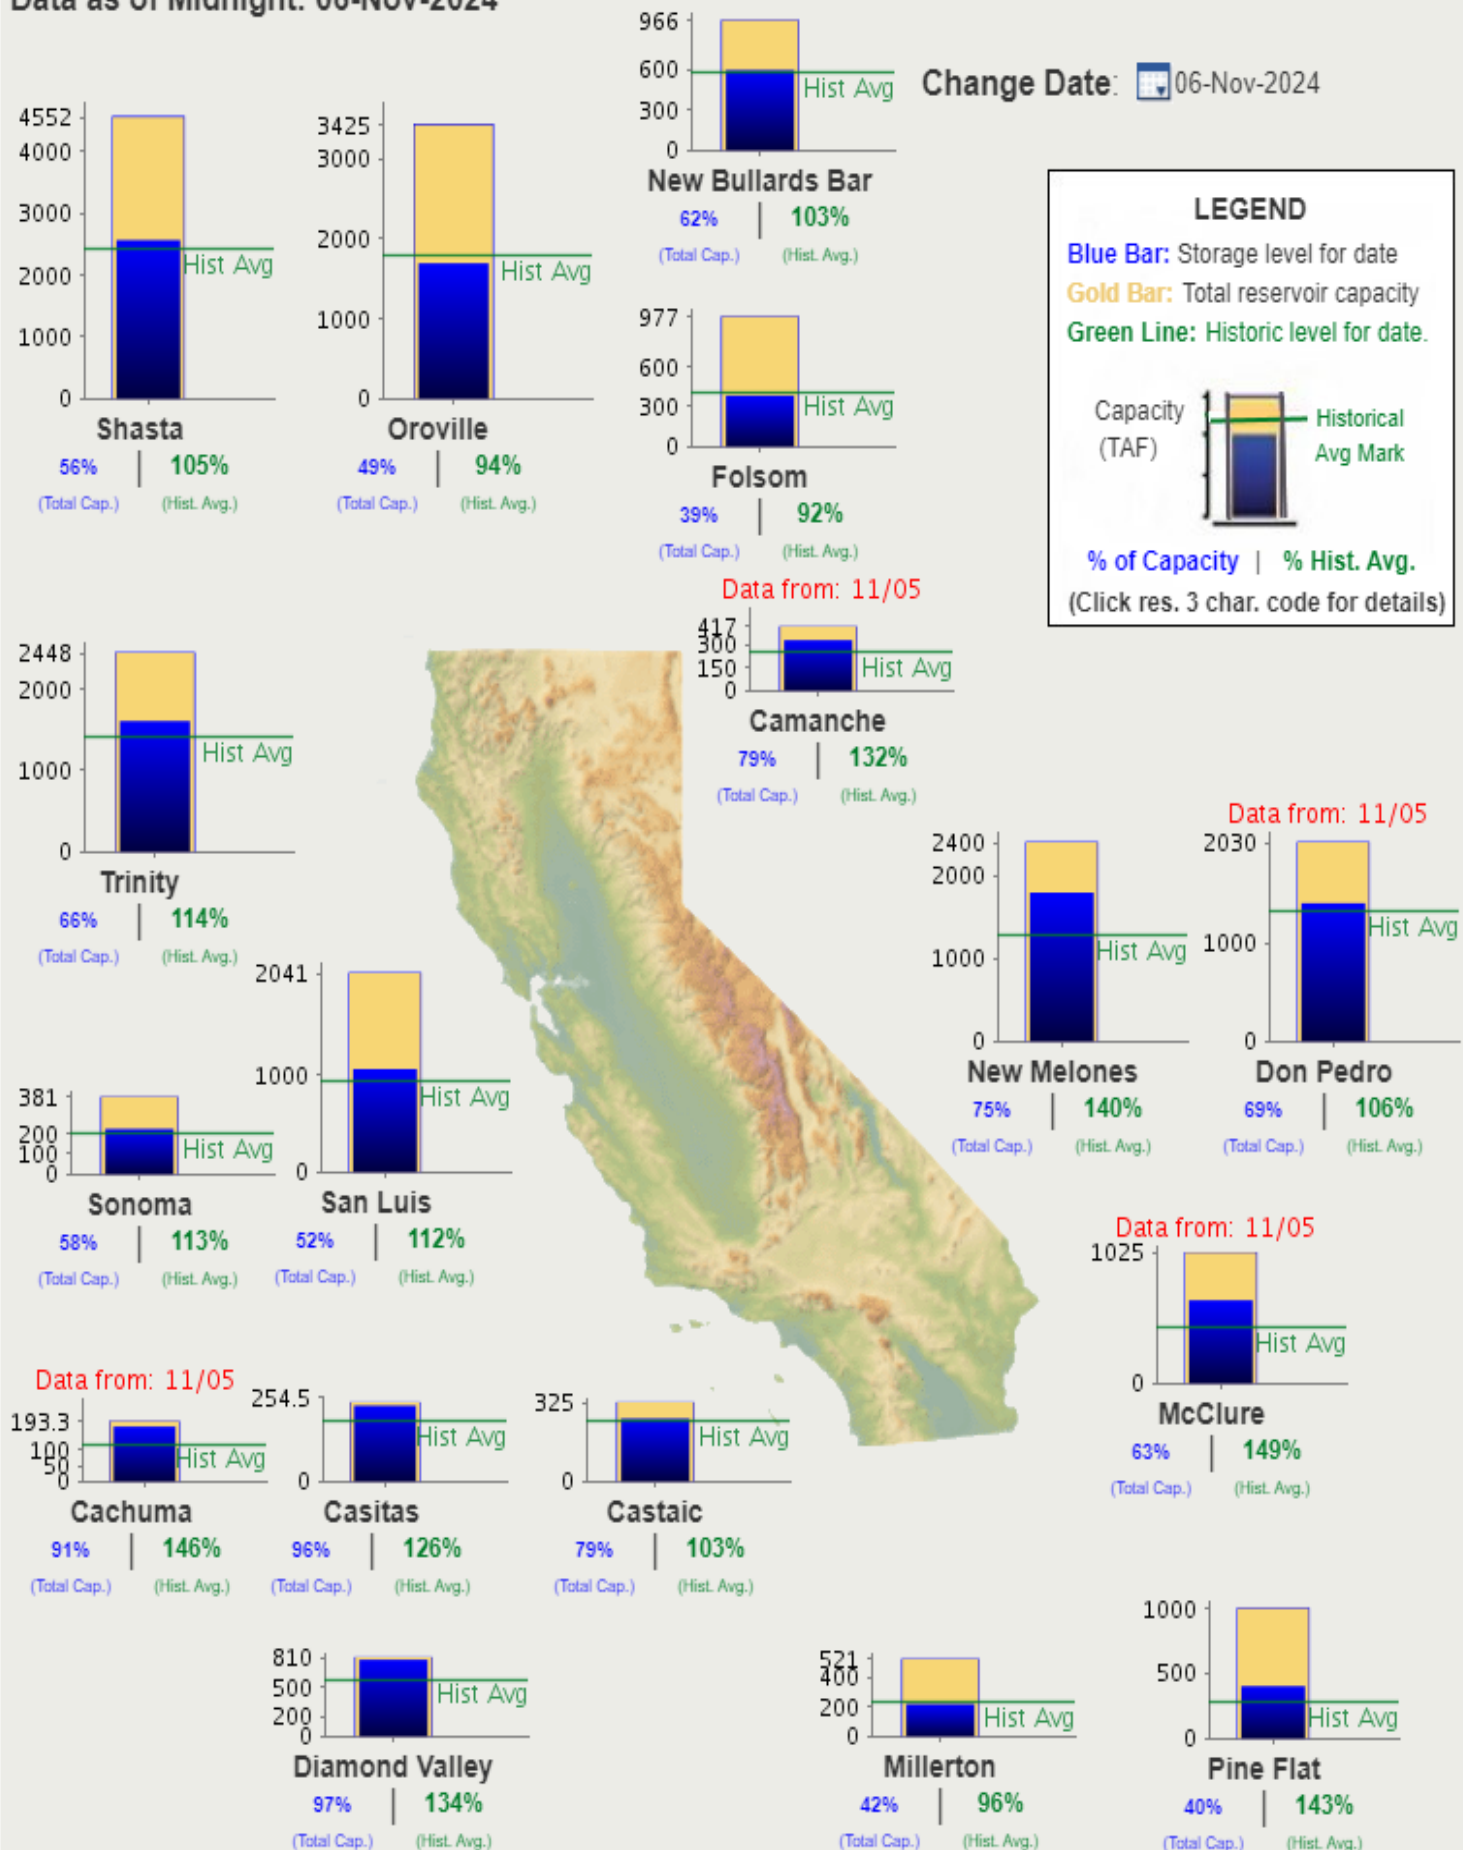 Data as of Midnight: 06-Nov-2024
Change Date: 06-Nov-2024
LEGEND
Blue Bar: Storage level for date
Gold Bar: Total reservoir capacity
Green Line: Historic level for date.
Capacity
(TAF)
Historical
Avg Mark
% of Capacity | % Hist. Avg.
(Click res. 3 char. code for details)
4552
4000
3000
2000
1000
0
Hist Avg
Shasta
56% | 105%
(Total Cap.) (Hist. Avg.)
3425
3000
2000
1000
0
Hist Avg
Oroville
49% | 94%
(Total Cap.) (Hist. Avg.)
966
600
300
0
Hist Avg
New Bullards Bar
62% | 103%
(Total Cap.) (Hist. Avg.)
977
600
300
0
Hist Avg
Folsom
39% | 92%
(Total Cap.) (Hist. Avg.)
Data from: 11/05
417
300
150
0
Hist Avg
Camanche
79% | 132%
(Total Cap.) (Hist. Avg.)
2448
2000
1000
0
Hist Avg
Trinity
66% | 114%
(Total Cap.) (Hist. Avg.)
2400
2000
1000
0
Hist Avg
New Melones
75% | 140%
(Total Cap.) (Hist. Avg.)
Data from: 11/05
2030
1000
0
Hist Avg
Don Pedro
69% | 106%
(Total Cap.) (Hist. Avg.)
381
200
100
0
Hist Avg
Sonoma
58% | 113%
(Total Cap.) (Hist. Avg.)
2041
1000
0
Hist Avg
San Luis
52% | 112%
(Total Cap.) (Hist. Avg.)
Data from: 11/05
1025
0
Hist Avg
McClure
63% | 149%
(Total Cap.) (Hist. Avg.)
Data from: 11/05
193.3
100
50
0
Hist Avg
Cachuma
91% | 146%
(Total Cap.) (Hist. Avg.)
254.5
0
Hist Avg
Casitas
96% | 126%
(Total Cap.) (Hist. Avg.)
325
0
Hist Avg
Castaic
79% | 103%
(Total Cap.) (Hist. Avg.)
810
500
200
0
Hist Avg
Diamond Valley
97% | 134%
(Total Cap.) (Hist. Avg.)
521
400
200
0
Hist Avg
Millerton
42% | 96%
(Total Cap.) (Hist. Avg.)
1000
500
0
Hist Avg
Pine Flat
40% | 143%
(Total Cap.) (Hist. Avg.)